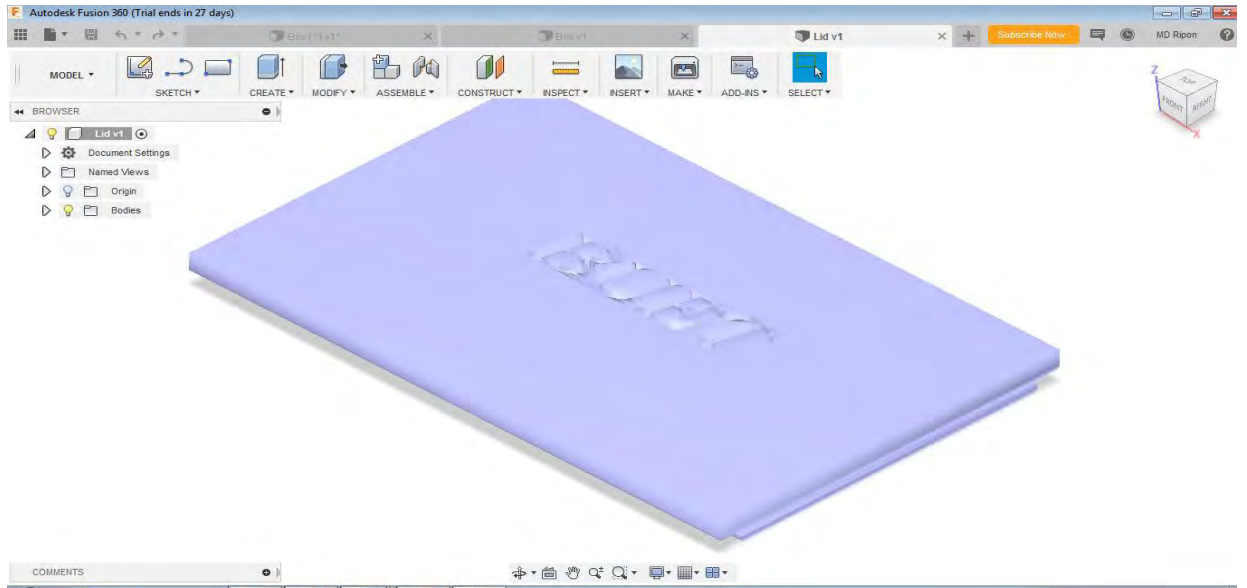 Autodesk Fusion 360 (Trial ends in 27 days)
Box v1
Lid v1
Subscribe Now
MD Ripon
MODEL
SKETCH
CREATE
MODIFY
ASSEMBLE
CONSTRUCT
INSPECT
INSERT
MAKE
ADD-INS
SELECT
BROWSER
Lid v1
Document Settings
Named Views
Origin
Bodies
BUET
Z
TOP
FRONT
RIGHT
X
COMMENTS